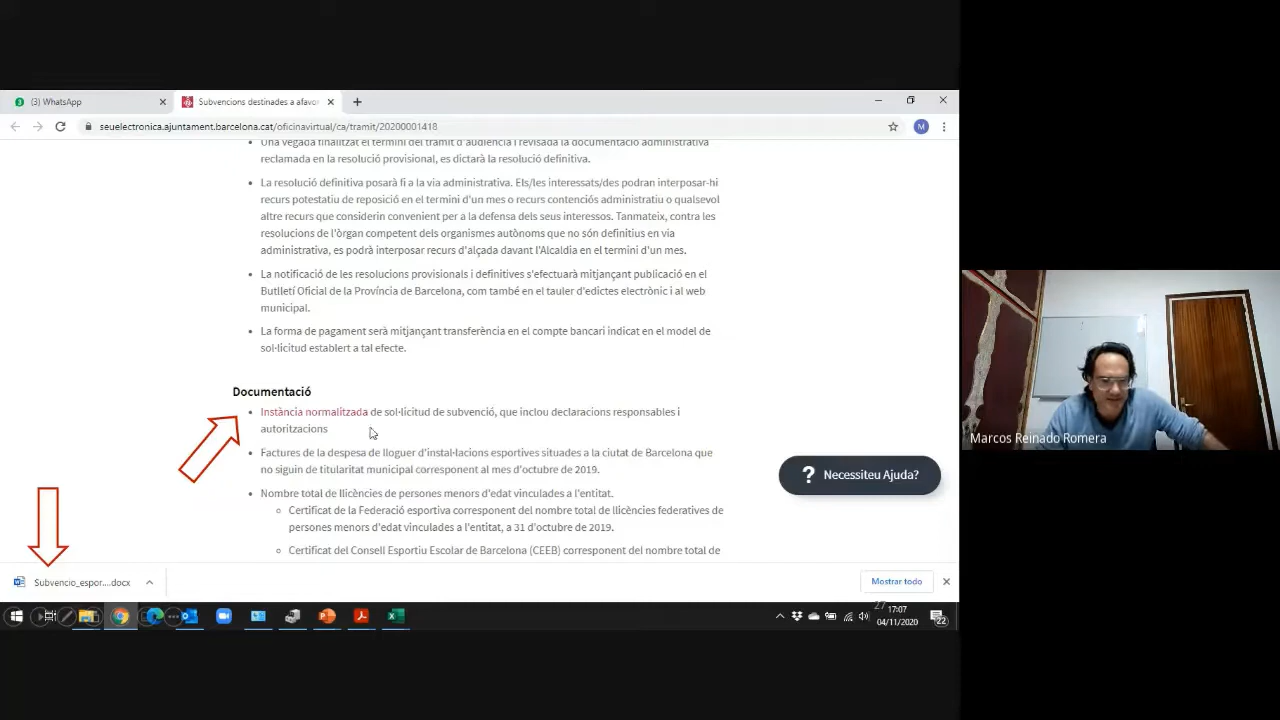 (3) WhatsApp
Subvencions destinades a afavo
seuelectronica.ajuntament.barcelona.cat/oficinavirtual/ca/tramit/20200001418
M
Una vegada finalitzat el termini del tràmit d'audiència i revisada la documentació administrativa
reclamada en la resolució provisional, es dictarà la resolució definitiva.
La resolució definitiva posarà fi a la via administrativa. Els/les interessats/des podran interposar-hi
recurs potestatiu de reposició en el termini d'un mes o recurs contenciós administratiu o qualsevol
altre recurs que considerin convenient per a la defensa dels seus interessos. Tanmateix, contra les
resolucions de l'òrgan competent dels organismes autònoms que no són definitius en via
administrativa, es podrà interposar recurs d'alçada davant l'Alcaldia en el termini d'un mes.
La notificació de les resolucions provisionals i definitives s'efectuarà mitjançant publicació en el
Butlletí Oficial de la Província de Barcelona, com també en el tauler d'edictes electrònic i al web
municipal.
La forma de pagament serà mitjançant transferència en el compte bancari indicat en el model de
sol·licitud establert a tal efecte.
Documentació
Instància normalitzada de sol·licitud de subvenció, que inclou declaracions responsables i
autoritzacions
Factures de la despesa de lloguer d'instal·lacions esportives situades a la ciutat de Barcelona que
no siguin de titularitat municipal corresponent al mes d'octubre de 2019.
Nombre total de llicències de persones menors d'edat vinculades a l'entitat.
Certificat de la Federació esportiva corresponent del nombre total de llicències federatives de
persones menors d'edat vinculades a l'entitat, a 31 d'octubre de 2019.
Certificat del Consell Esportiu Escolar de Barcelona (CEEB) corresponent del nombre total de
? Necessiteu Ajuda?
Marcos Reinado Romera
Subvencio_espor....docx
Mostrar todo
27
17:07
04/11/2020
22